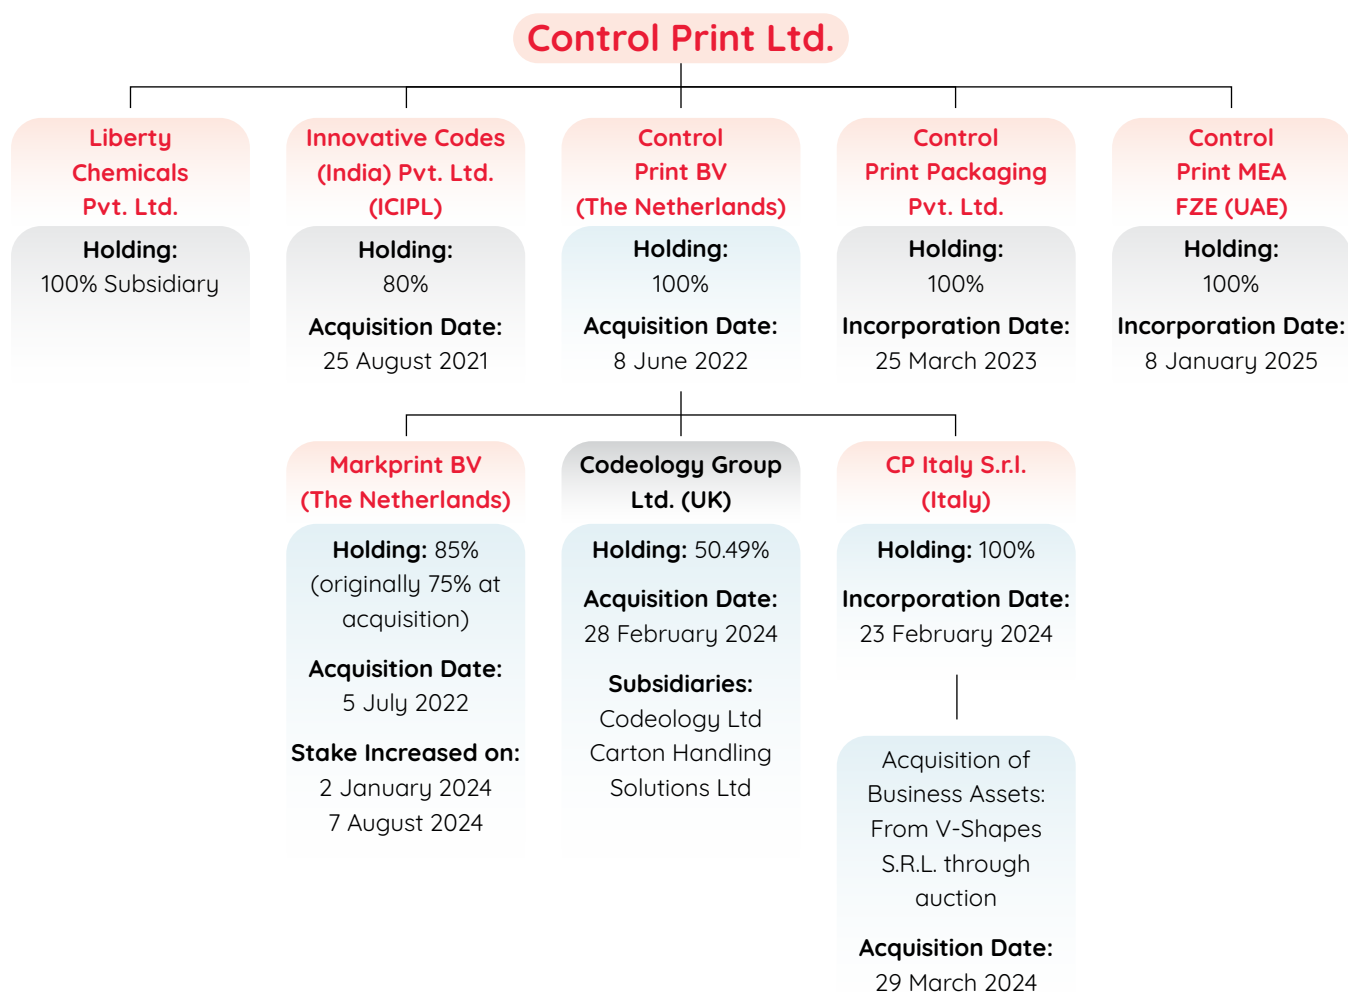 Control Print Ltd.
Liberty
Chemicals
Pvt. Ltd.
Holding:
100% Subsidiary
Innovative Codes
(India) Pvt. Ltd.
(ICIPL)
Holding:
80%
Acquisition Date:
25 August 2021
Control
Print BV
(The Netherlands)
Holding:
100%
Acquisition Date:
8 June 2022
Control
Print Packaging
Pvt. Ltd.
Holding:
100%
Incorporation Date:
25 March 2023
Control
Print MEA
FZE (UAE)
Holding:
100%
Incorporation Date:
8 January 2025
Markprint BV
(The Netherlands)
Holding: 85%
(originally 75% at
acquisition)
Acquisition Date:
5 July 2022
Stake Increased on:
2 January 2024
7 August 2024
Codeology Group
Ltd. (UK)
Holding: 50.49%
Acquisition Date:
28 February 2024
Subsidiaries:
Codeology Ltd
Carton Handling
Solutions Ltd
CP Italy S.r.l.
(Italy)
Holding: 100%
Incorporation Date:
23 February 2024
Acquisition of
Business Assets:
From V-Shapes
S.R.L. through
auction
Acquisition Date:
29 March 2024